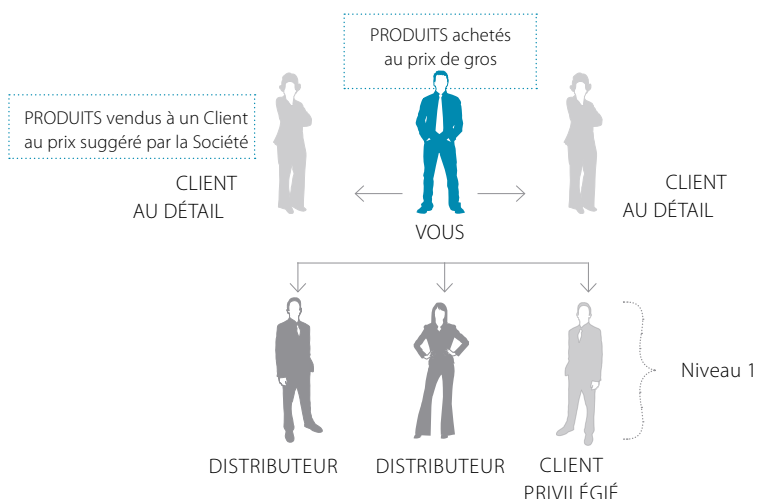 PRODUITS achetés
au prix de gros
PRODUITS vendus à un Client
au prix suggéré par la Société
CLIENT
AU DÉTAIL
VOUS
CLIENT
AU DÉTAIL
Niveau 1
DISTRIBUTEUR
DISTRIBUTEUR
CLIENT
PRIVILÉGIÉ